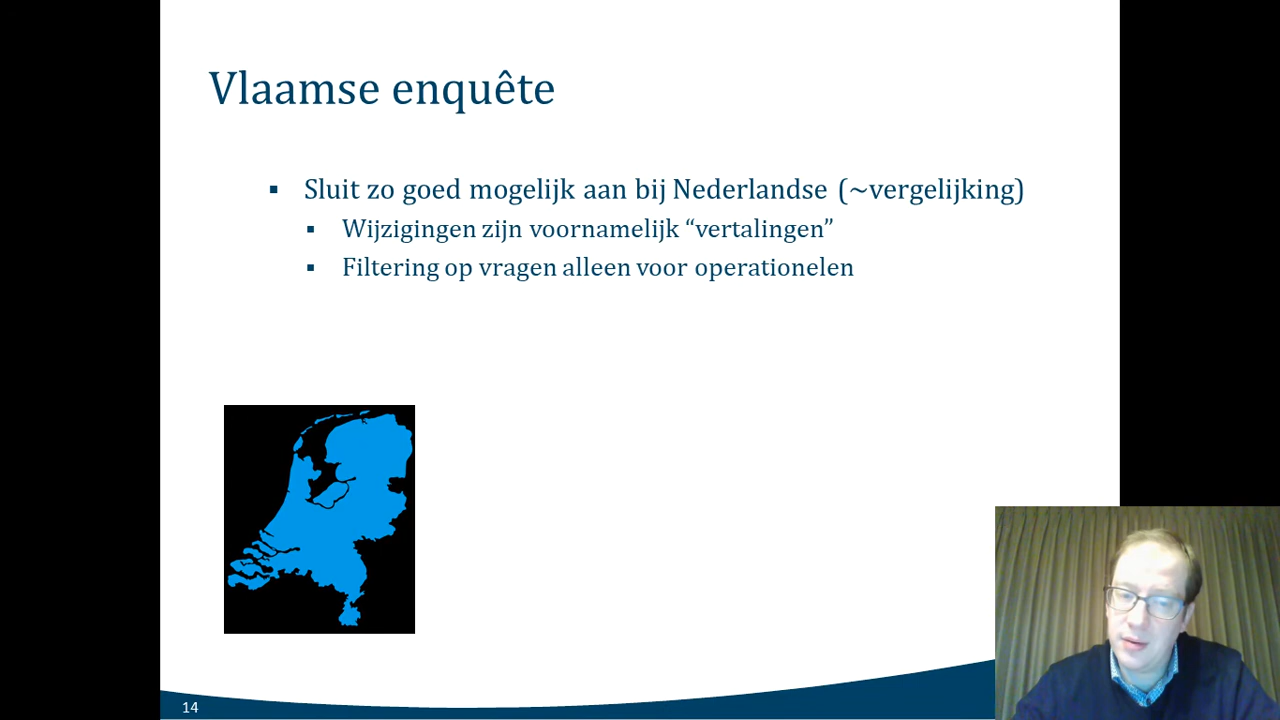 Vlaamse enquête
▪ Sluit zo goed mogelijk aan bij Nederlandse (~vergelijking)
▪ Wijzigingen zijn voornamelijk “vertalingen”
▪ Filtering op vragen alleen voor operationelen
14